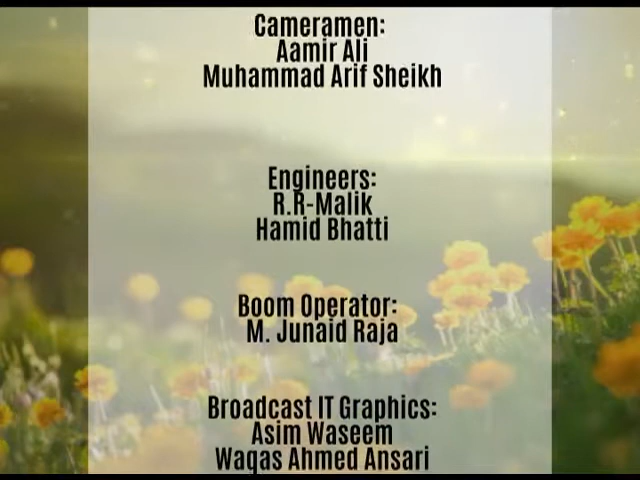 Cameramen:
Aamir Ali
Muhammad Arif Sheikh
Engineers:
R.R-Malik
Hamid Bhatti
Boom Operator:
M. Junaid Raja
Broadcast IT Graphics:
Asim Waseem
Waqas Ahmed Ansari